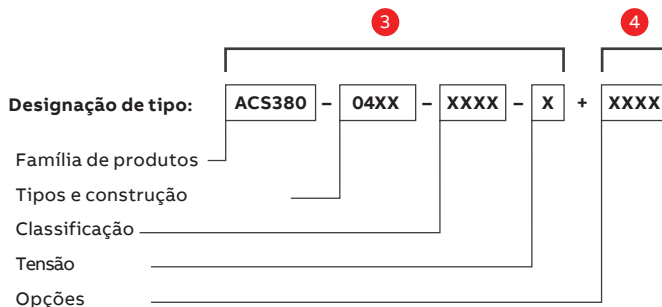 3 4
Designação de tipo: ACS380 – 04XX – XXXX – X + XXXX
Família de produtos
Tipos e construção
Classificação
Tensão
Opções